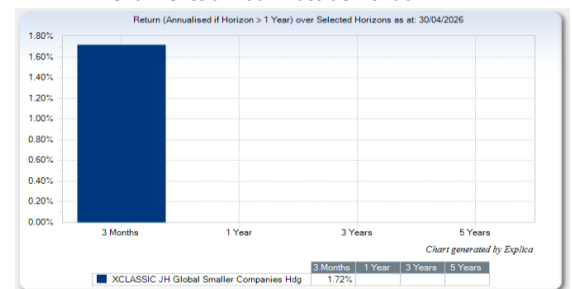 Return (Annualised if Horizon > 1 Year) over Selected Horizons as at: 30/04/2026
1.80%
1.60%
1.40%
1.20%
1.00%
0.80%
0.60%
0.40%
0.20%
0.00%
3 Months 1 Year 3 Years 5 Years
Chart generated by Explica
3 Months 1 Year 3 Years 5 Years
XCLASSIC JH Global Smaller Companies Hdg 1.72%